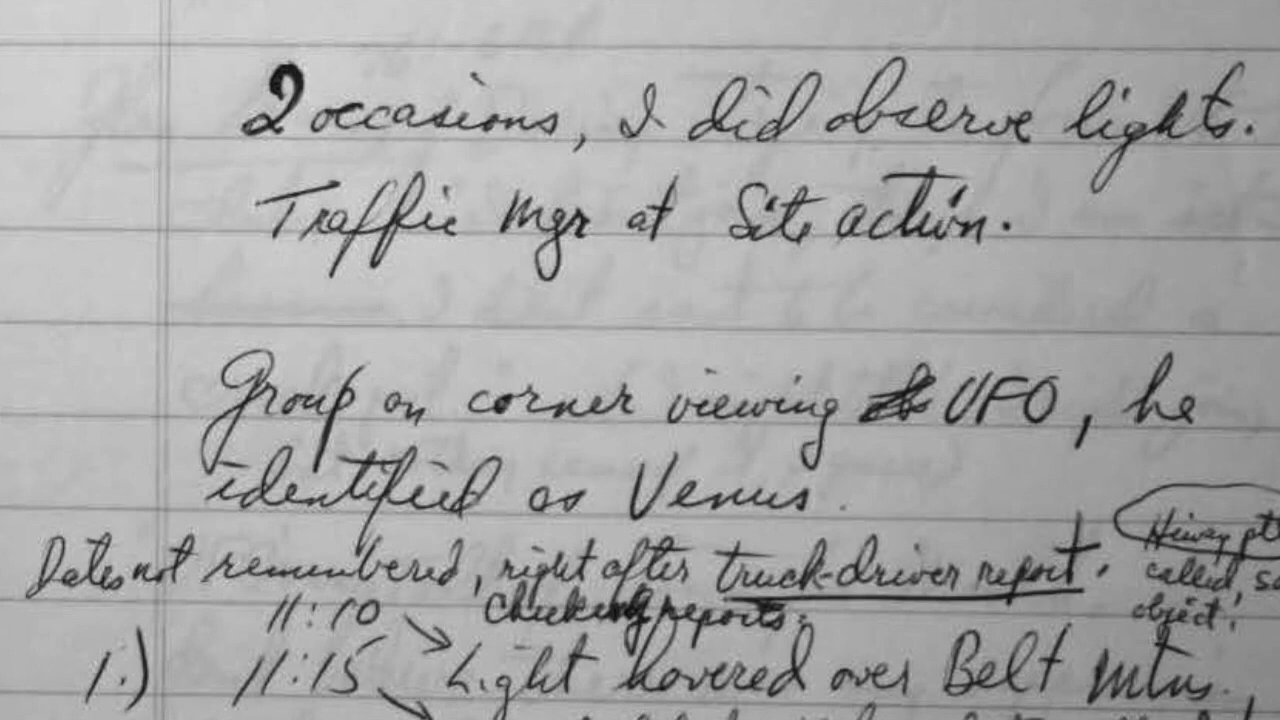 2 occasions, I did observe lights.
Traffic Mgr at Site action.
Group on corner viewing UFO, he
identified as Venus.
Dates not remembered, right after truck-driver report.
Hiway
called,
object!
11:10 Checking reports.
1.) 11:15 Light hovered over Belt Mtns.